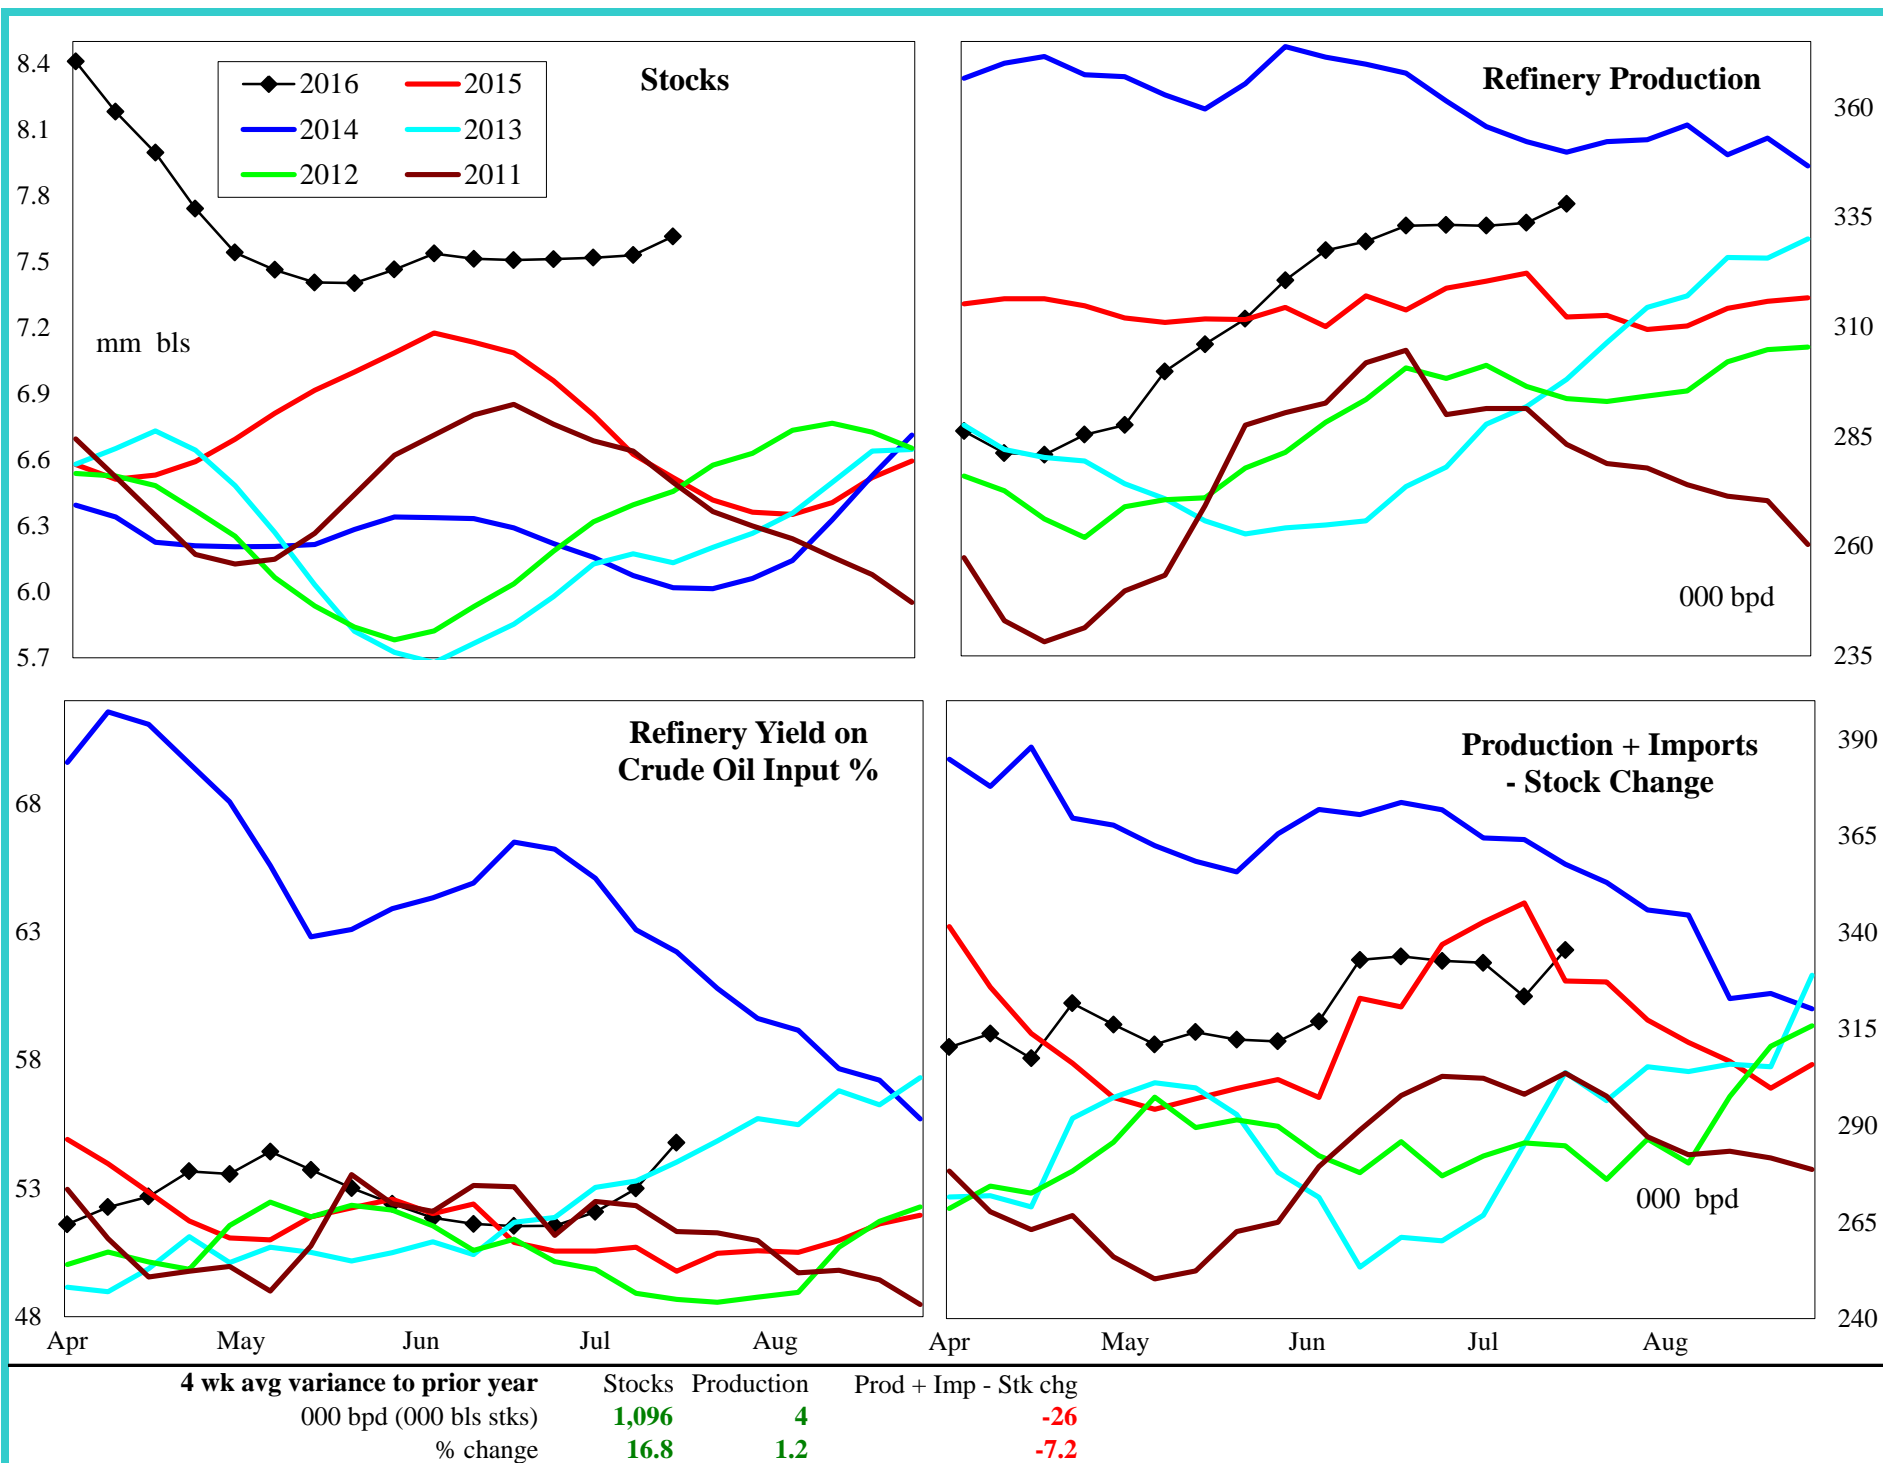 Stocks
2016 2015
2014 2013
2012 2011
mm bls
8.4
8.1
7.8
7.5
7.2
6.9
6.6
6.3
6.0
5.7
Refinery Production
000 bpd
360
335
310
285
260
235
Refinery Yield on
Crude Oil Input %
68
63
58
53
48
Apr May Jun Jul Aug
Production + Imports
- Stock Change
000 bpd
390
365
340
315
290
265
240
Apr May Jun Jul Aug
4 wk avg variance to prior year Stocks Production Prod + Imp - Stk chg
000 bpd (000 bls stks) 1,096 4 -26
% change 16.8 1.2 -7.2